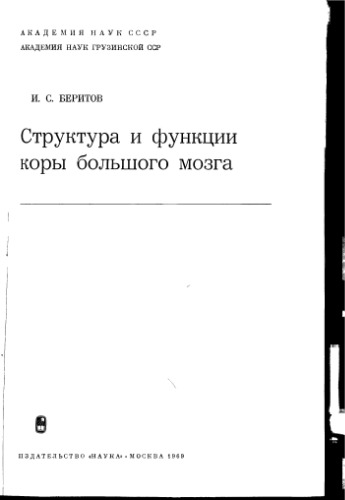 АКАДЕМИЯ НАУК СССР
АКАДЕМИЯ НАУК ГРУЗИНСКОЙ ССР
И. С. БЕРИТОВ
Структура и функции
коры большого мозга
ИЗДАТЕЛЬСТВО «НАУКА» · МОСКВА 1969